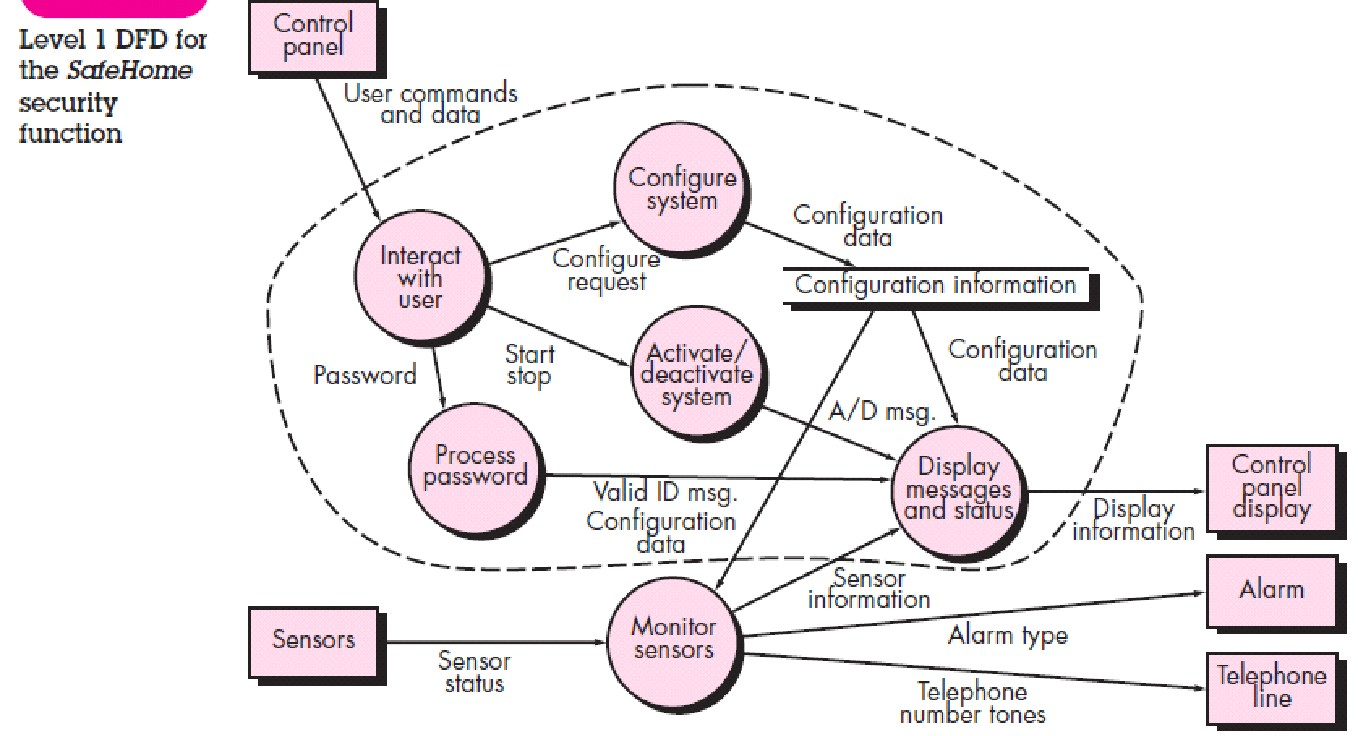 Level 1 DFD for
the SafeHome
security
function
Control
panel
User commands
and data
Configure
system
Configuration
data
Interact
with
user
Configure
request
Configuration information
Start
stop
Activate/
deactivate
system
Configuration
data
Password
A/D msg.
Process
password
Valid ID msg.
Configuration
data
Display
messages
and status
Display
information
Control
panel
display
Sensor
information
Alarm
Sensors
Sensor
status
Monitor
sensors
Alarm type
Telephone
number tones
Telephone
line